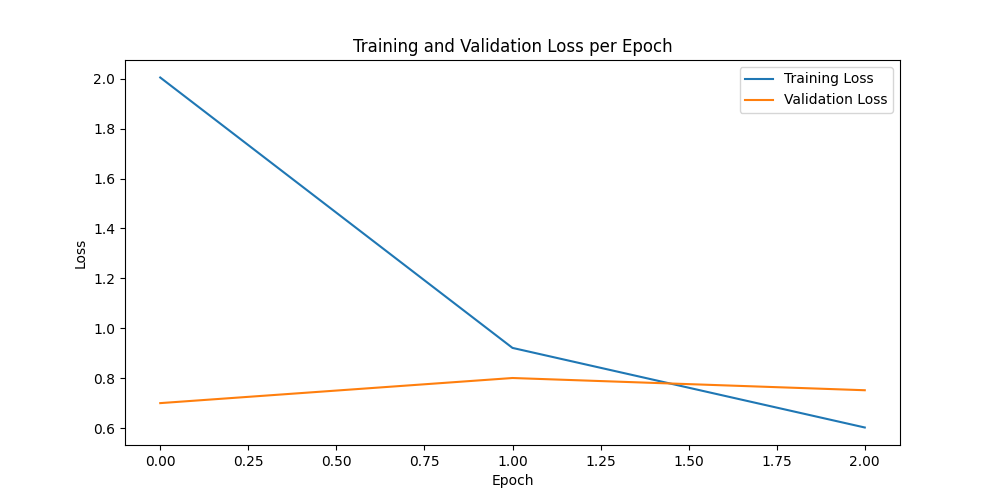 Training and Validation Loss per Epoch
Training Loss
Validation Loss
2.0
1.8
1.6
1.4
1.2
1.0
0.8
0.6
Loss
0.00 0.25 0.50 0.75 1.00 1.25 1.50 1.75 2.00
Epoch